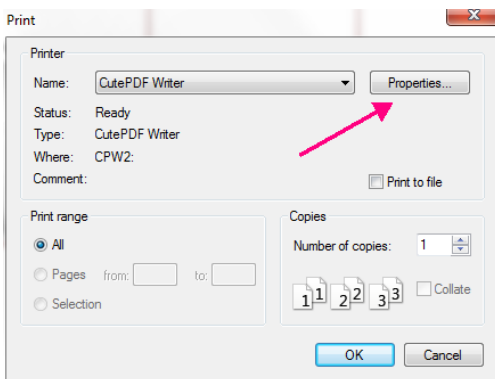 Print
Printer
Name: CutePDF Writer Properties...
Status: Ready
Type: CutePDF Writer
Where: CPW2:
Comment: Print to file
Print range
All
Pages from: to:
Selection
Copies
Number of copies: 1
1 1 2 2 3 3 Collate
OK Cancel